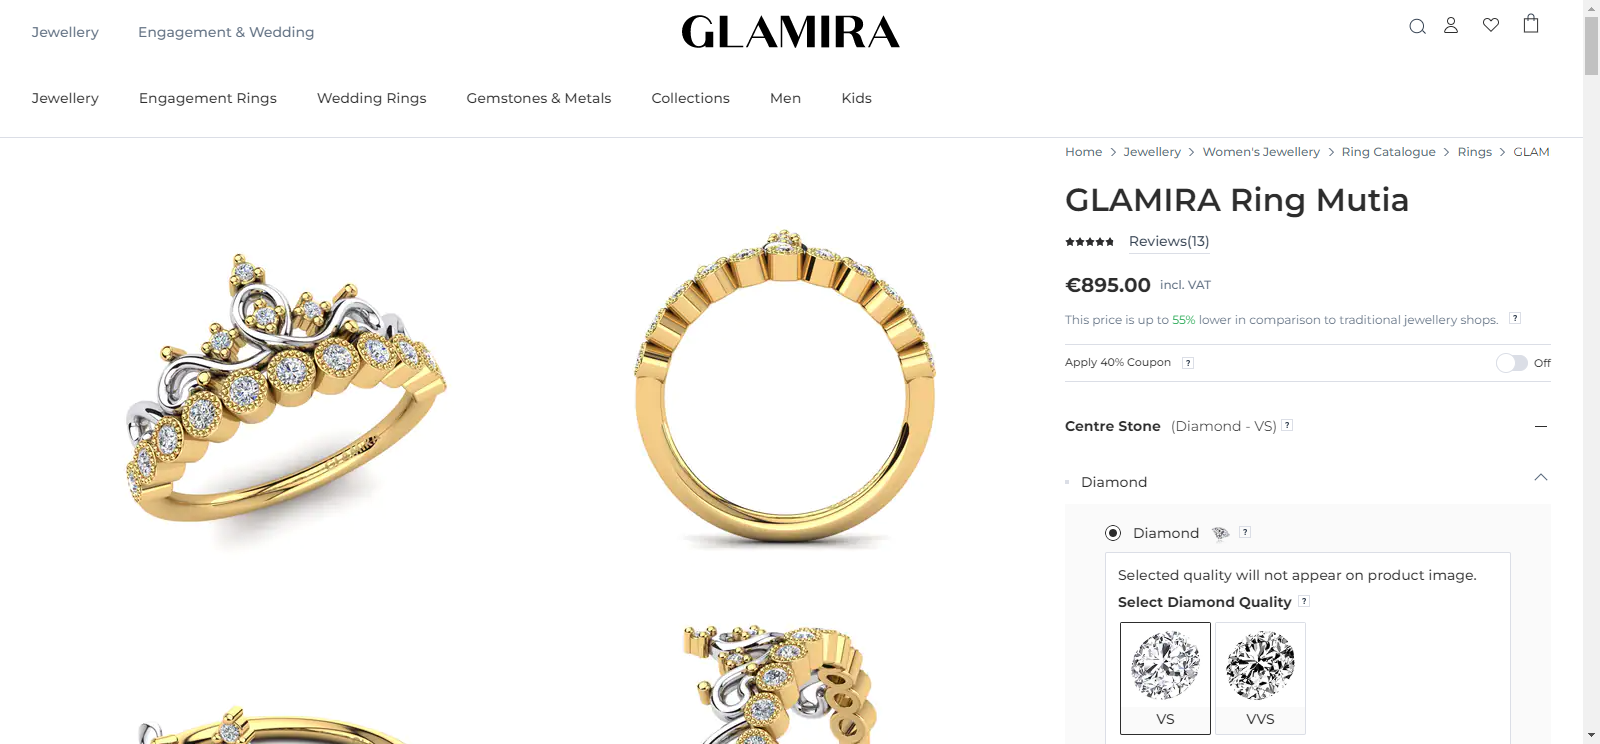 Jewellery
Engagement & Wedding
GLAMIRA
Jewellery
Engagement Rings
Wedding Rings
Gemstones & Metals
Collections
Men
Kids
Home > Jewellery > Women's Jewellery > Ring Catalogue > Rings > GLAM
GLAMIRA Ring Mutia
Reviews(13)
€895.00 incl. VAT
This price is up to 55% lower in comparison to traditional jewellery shops. ?
Apply 40% Coupon ? Off
Centre Stone (Diamond - VS) ?
Diamond
Diamond ?
Selected quality will not appear on product image.
Select Diamond Quality ?
VS
VVS